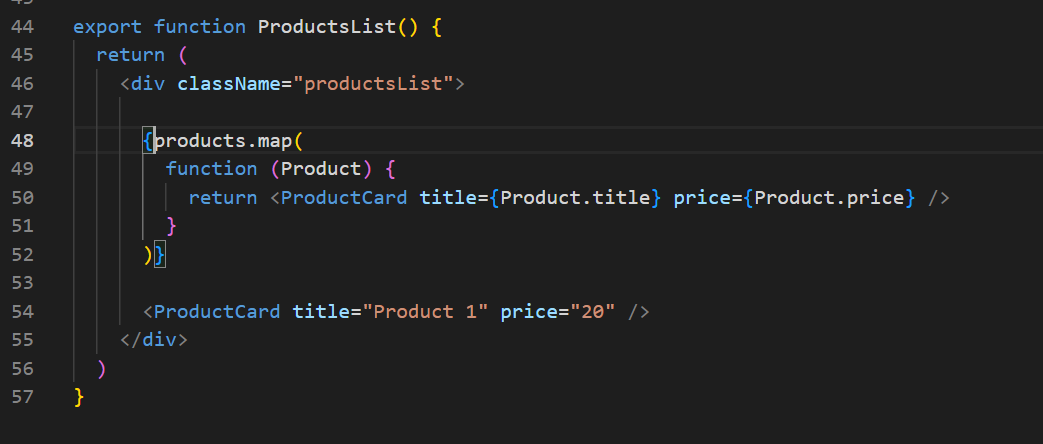 44 export function ProductsList() {
45 return (
46 <div className="productsList">
47
48 {products.map(
49 function (Product) {
50 return <ProductCard title={Product.title} price={Product.price} />
51 }
52 )}
53
54 <ProductCard title="Product 1" price="20" />
55 </div>
56 )
57 }